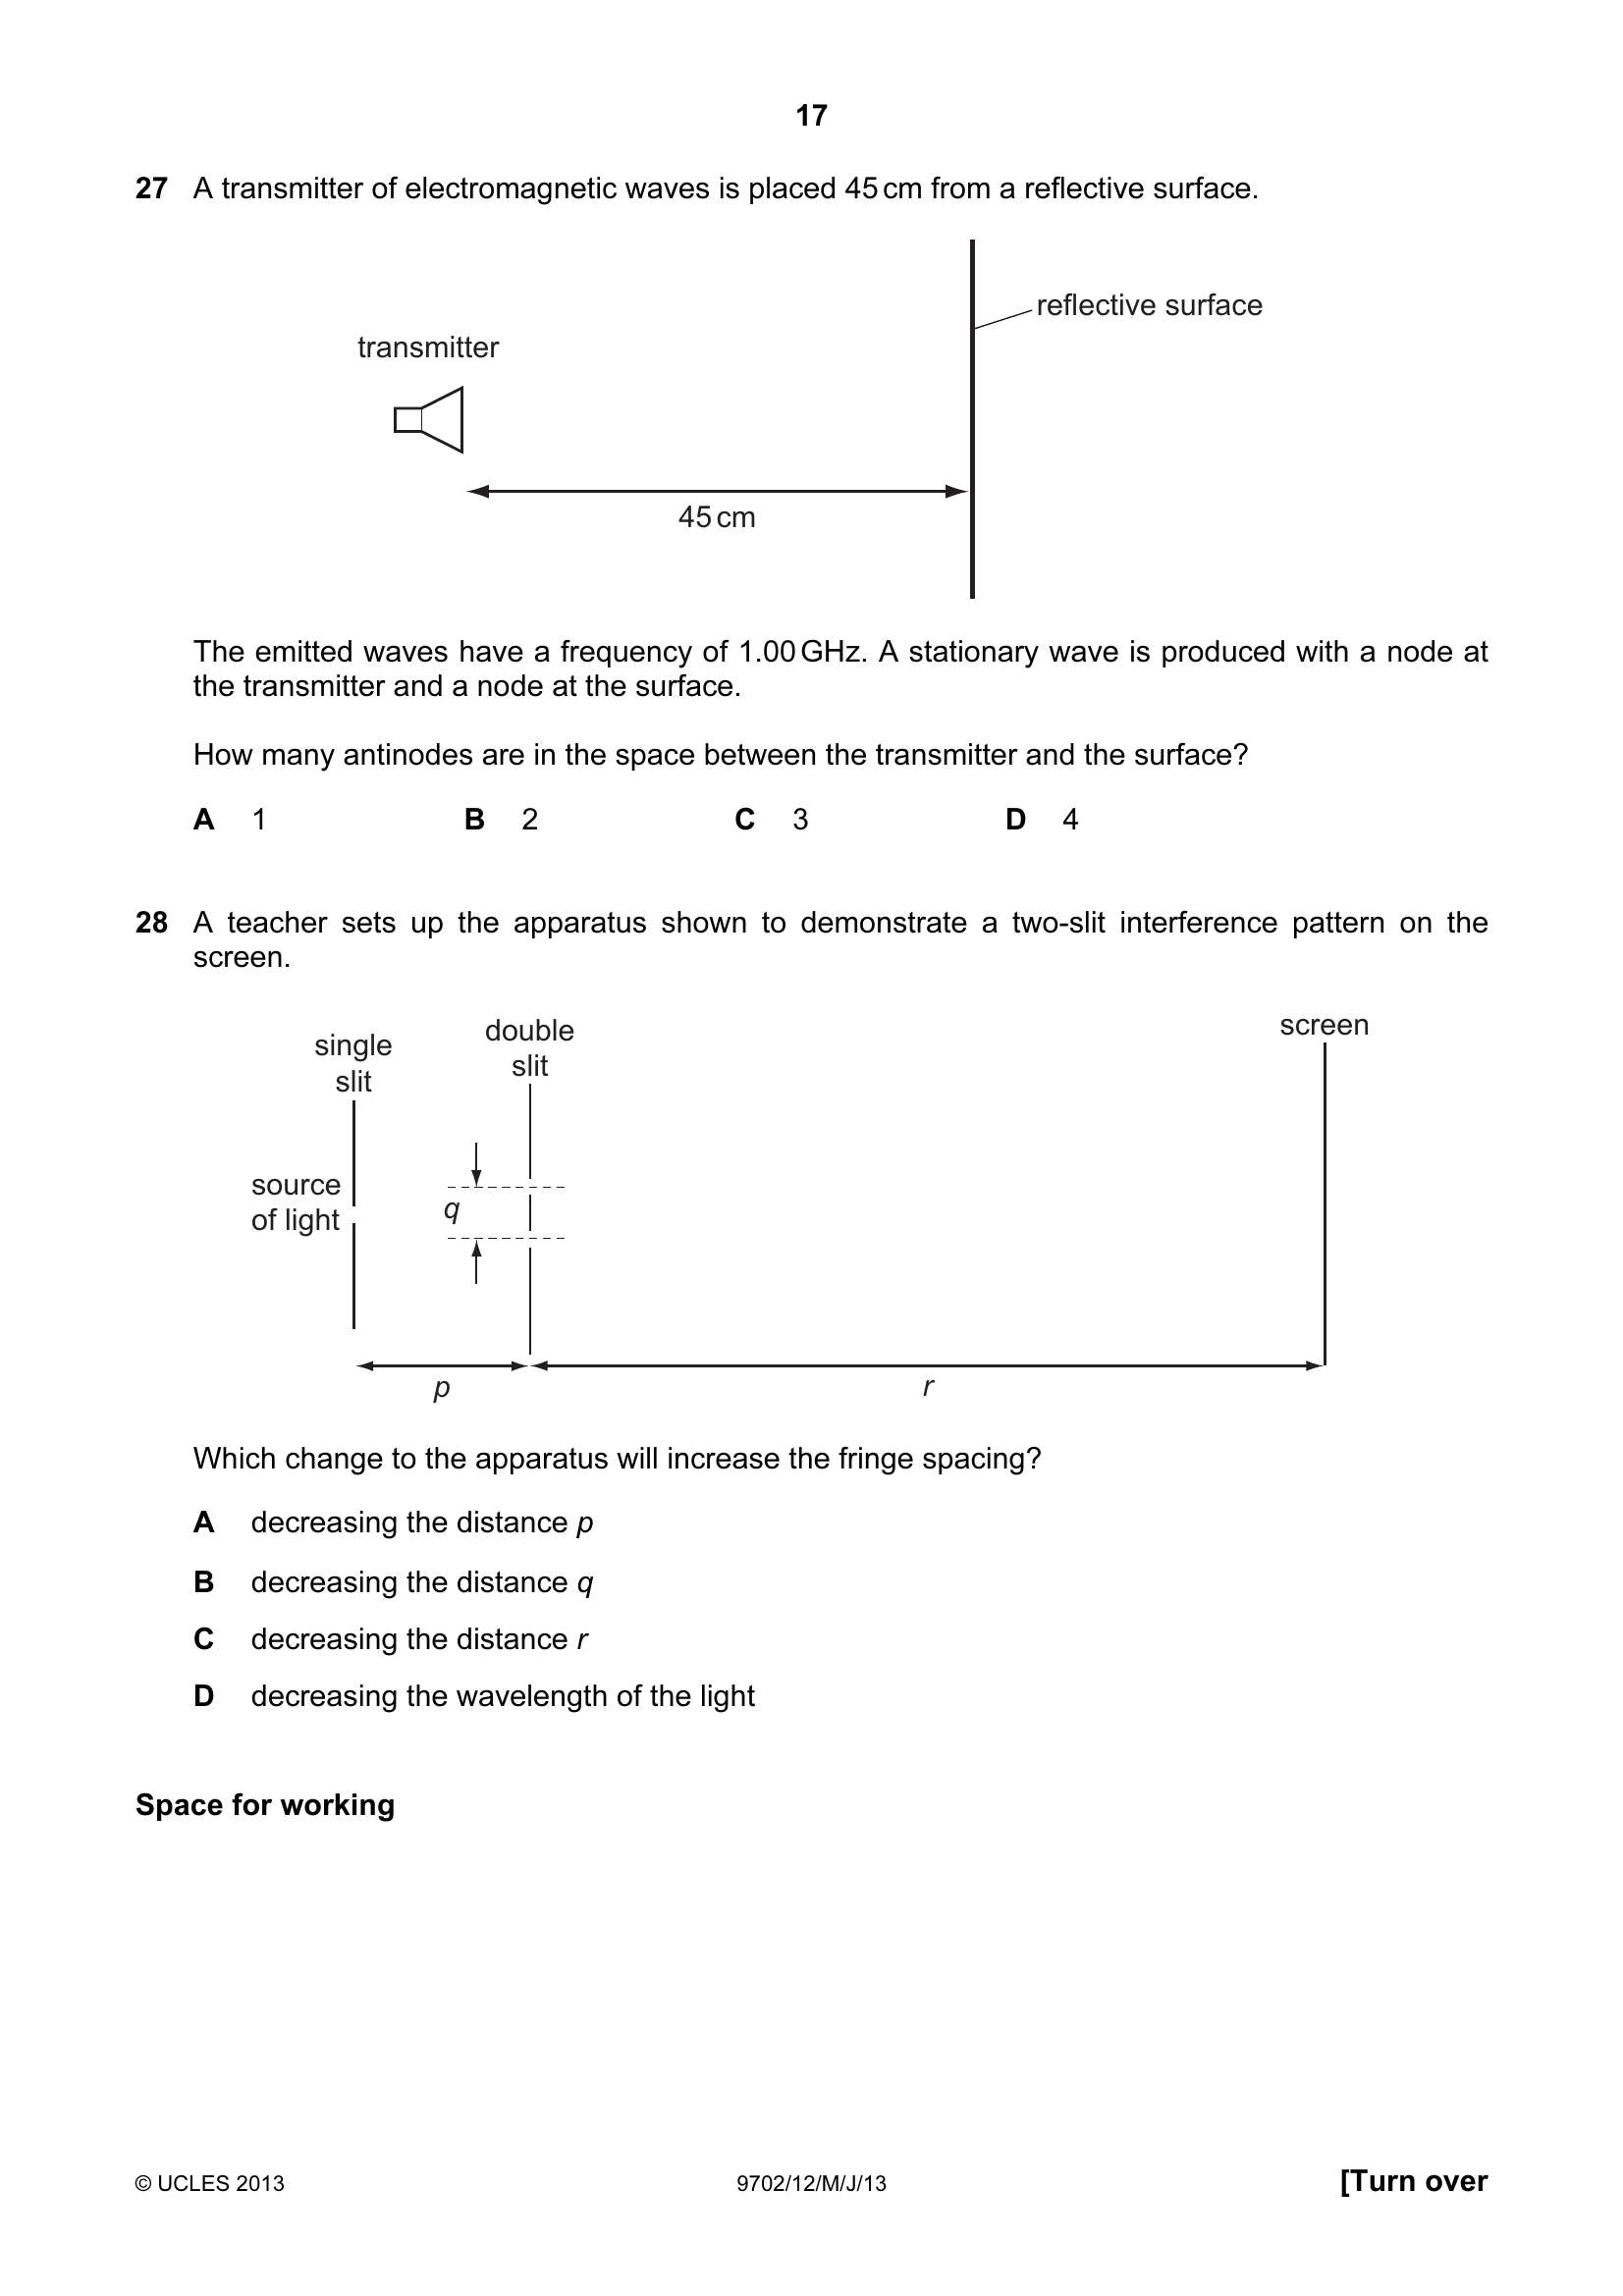 17
27 A transmitter of electromagnetic waves is placed 45 cm from a reflective surface.
reflective surface
transmitter
45 cm
The emitted waves have a frequency of 1.00 GHz. A stationary wave is produced with a node at
the transmitter and a node at the surface.
How many antinodes are in the space between the transmitter and the surface?
A 1 B 2 C 3 D 4
28 A teacher sets up the apparatus shown to demonstrate a two-slit interference pattern on the
screen.
single
slit
double
slit
screen
source
of light
q
p
r
Which change to the apparatus will increase the fringe spacing?
A decreasing the distance p
B decreasing the distance q
C decreasing the distance r
D decreasing the wavelength of the light
Space for working
© UCLES 2013 9702/12/M/J/13 [Turn over